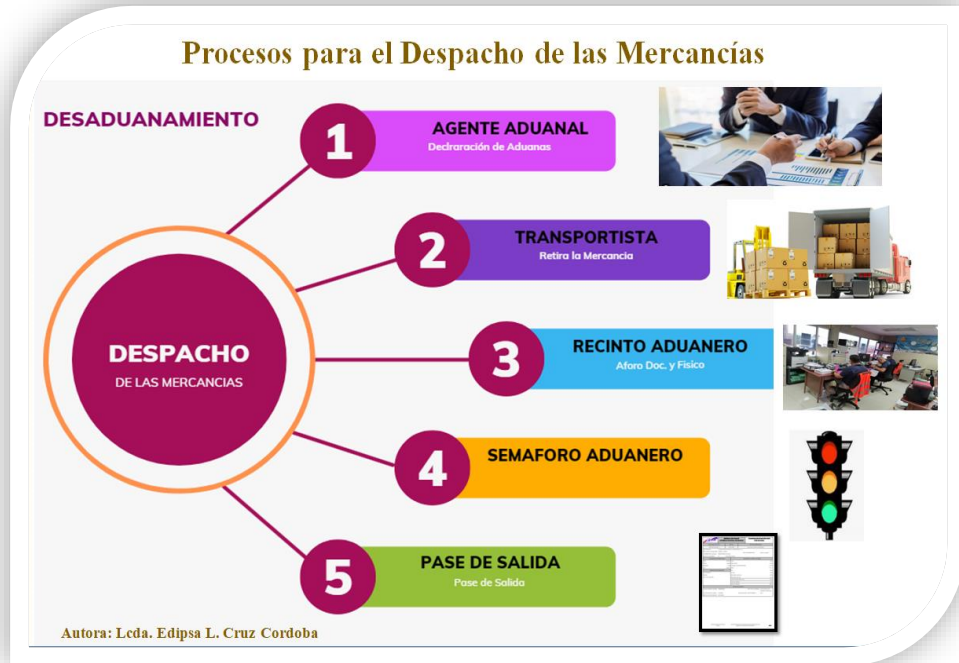 Procesos para el Despacho de las Mercancías
DESADUANAMIENTO
1
AGENTE ADUANAL
Declraración de Aduanas
2
TRANSPORTISTA
Retira la Mercancia
3
RECINTO ADUANERO
Aforo Doc. y Fisico
DESPACHO
DE LAS MERCANCIAS
4
SEMAFORO ADUANERO
5
PASE DE SALIDA
Pase de Salida
Autora: Lcda. Edipsa L. Cruz Cordoba